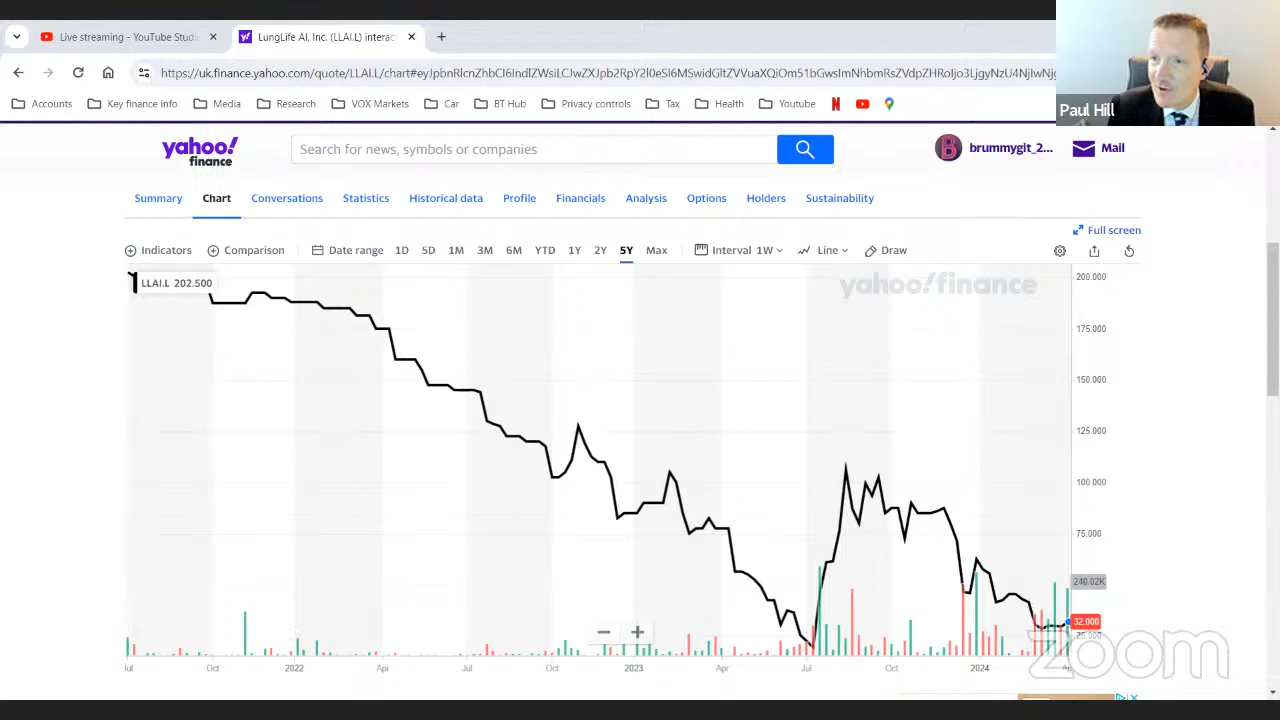 Live streaming - YouTube Studi
LungLife AI, Inc. (LLAI.L) interac
https://uk.finance.yahoo.com/quote/LLAI.L/chart#
Accounts Key finance info Media Research VOX Markets Car BT Hub Privacy controls Tax Health Youtube
Paul Hill
yahoo!
finance
Search for news, symbols or companies
brummygit_2...
Mail
Summary Chart Conversations Statistics Historical data Profile Financials Analysis Options Holders Sustainability
Full screen
Indicators Comparison Date range 1D 5D 1M 3M 6M YTD 1Y 2Y 5Y Max Interval 1W Line Draw
LLAI.L 202.500
yahoo!finance
200.000
175.000
150.000
125.000
100.000
75.000
240.02K
32.000
25.000
zoom
Oct 2022 Apr Jul Oct 2023 Apr Jul Oct 2024